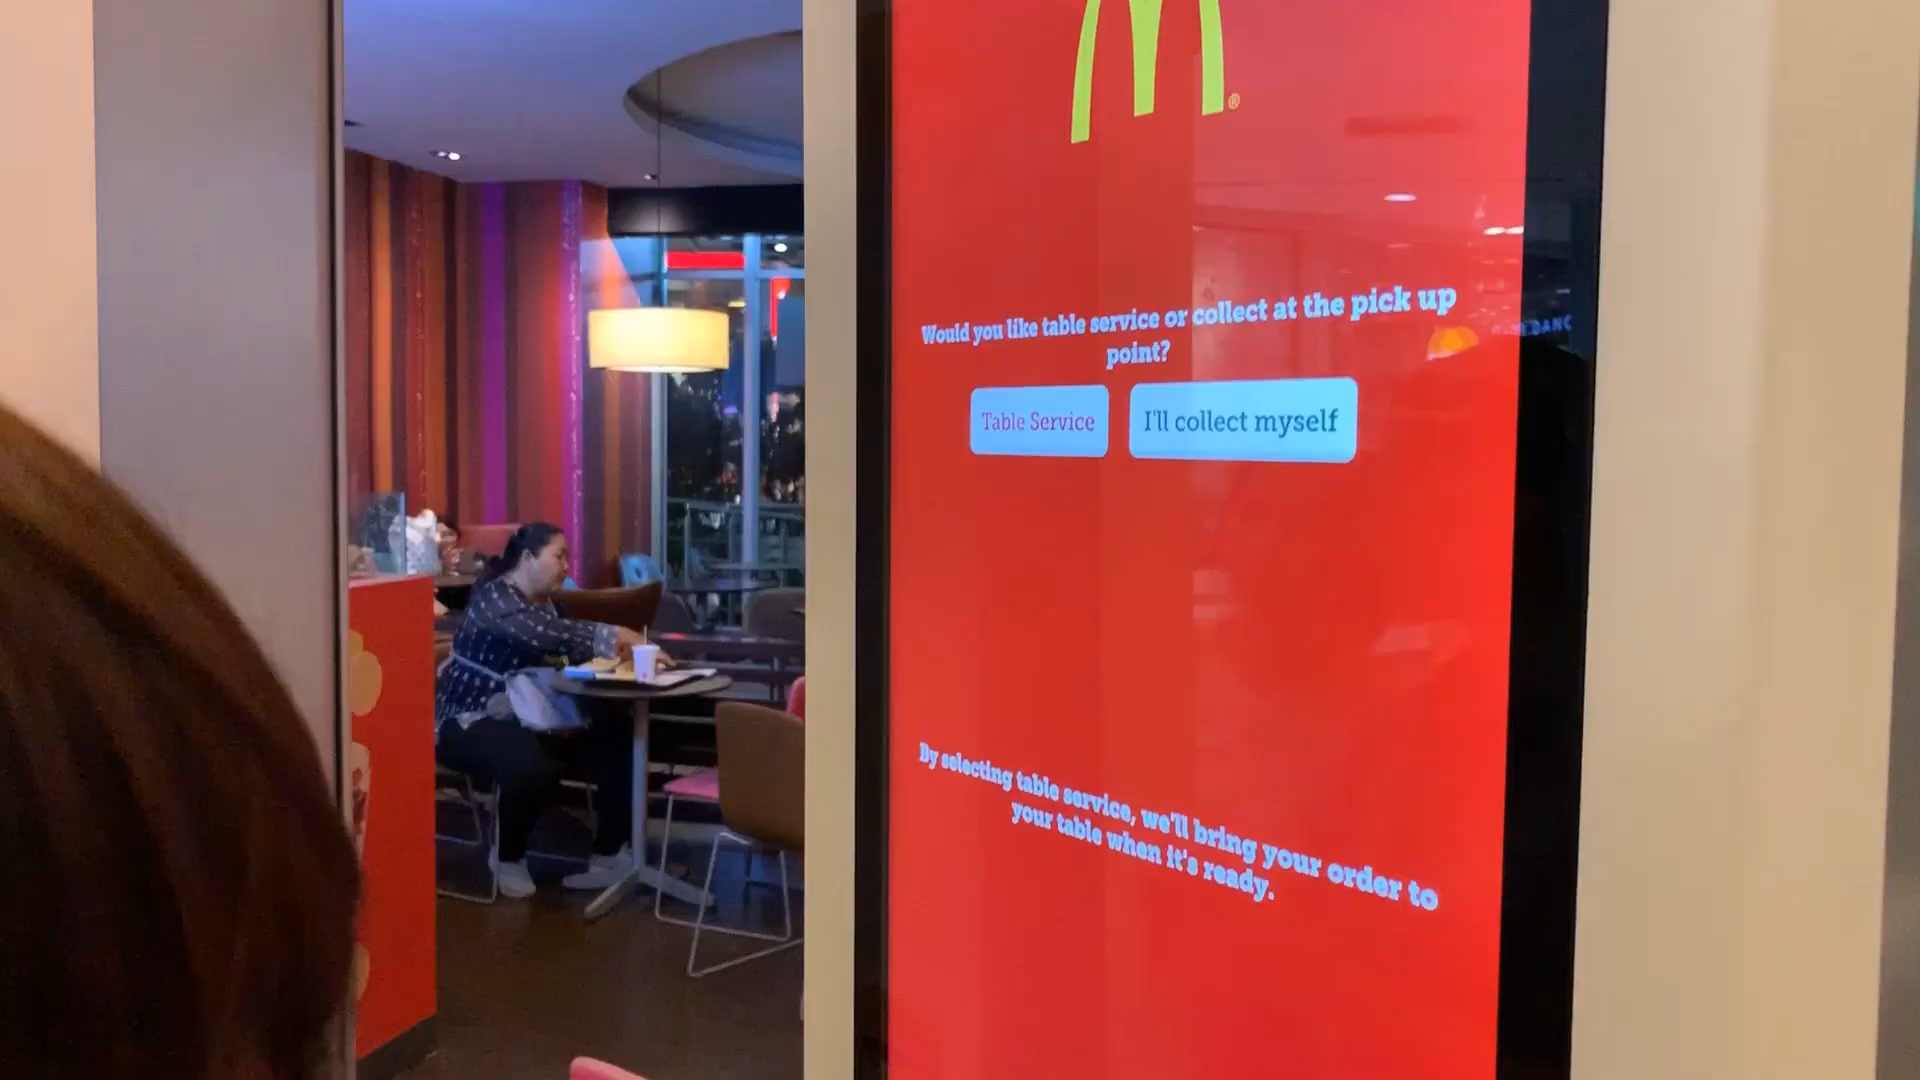 Would you like table service or collect at the pick up
point?
Table Service
I'll collect myself
By selecting table service, we'll bring your order to
your table when it's ready.